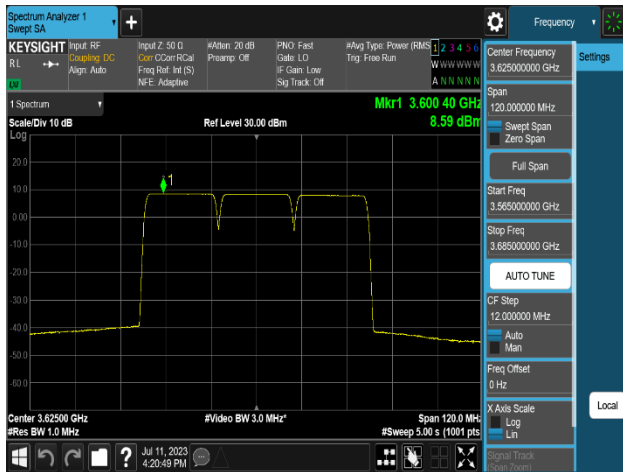 Spectrum Analyzer 1
Swept SA
+
Frequency
KEYSIGHT
RL
Input: RF
Coupling: DC
Align: Auto
Input Z: 50 Ω
Corr CCorr RCal
Freq Ref: Int (S)
NFE: Adaptive
#Atten: 20 dB
Preamp: Off
PNO: Fast
Gate: LO
IF Gain: Low
Sig Track: Off
#Avg Type: Power (RMS
Trig: Free Run
1 2 3 4 5 6
W W W W W W
A N N N N N
1 Spectrum
Scale/Div 10 dB
Ref Level 30.00 dBm
Mkr1 3.600 40 GHz
8.59 dBm
Log
20.0
10.0
0.00
-10.0
-20.0
-30.0
-40.0
-50.0
-60.0
1
Center 3.62500 GHz
#Res BW 1.0 MHz
#Video BW 3.0 MHz*
Span 120.0 MHz
#Sweep 5.00 s (1001 pts
?
Jul 11, 2023
4:20:49 PM
Center Frequency
3.625000000 GHz
Settings
Span
120.000000 MHz
Swept Span
Zero Span
Full Span
Start Freq
3.565000000 GHz
Stop Freq
3.685000000 GHz
AUTO TUNE
CF Step
12.000000 MHz
Auto
Man
Freq Offset
0 Hz
X Axis Scale
Log
Lin
Local
Signal Track
(Span Zoom)